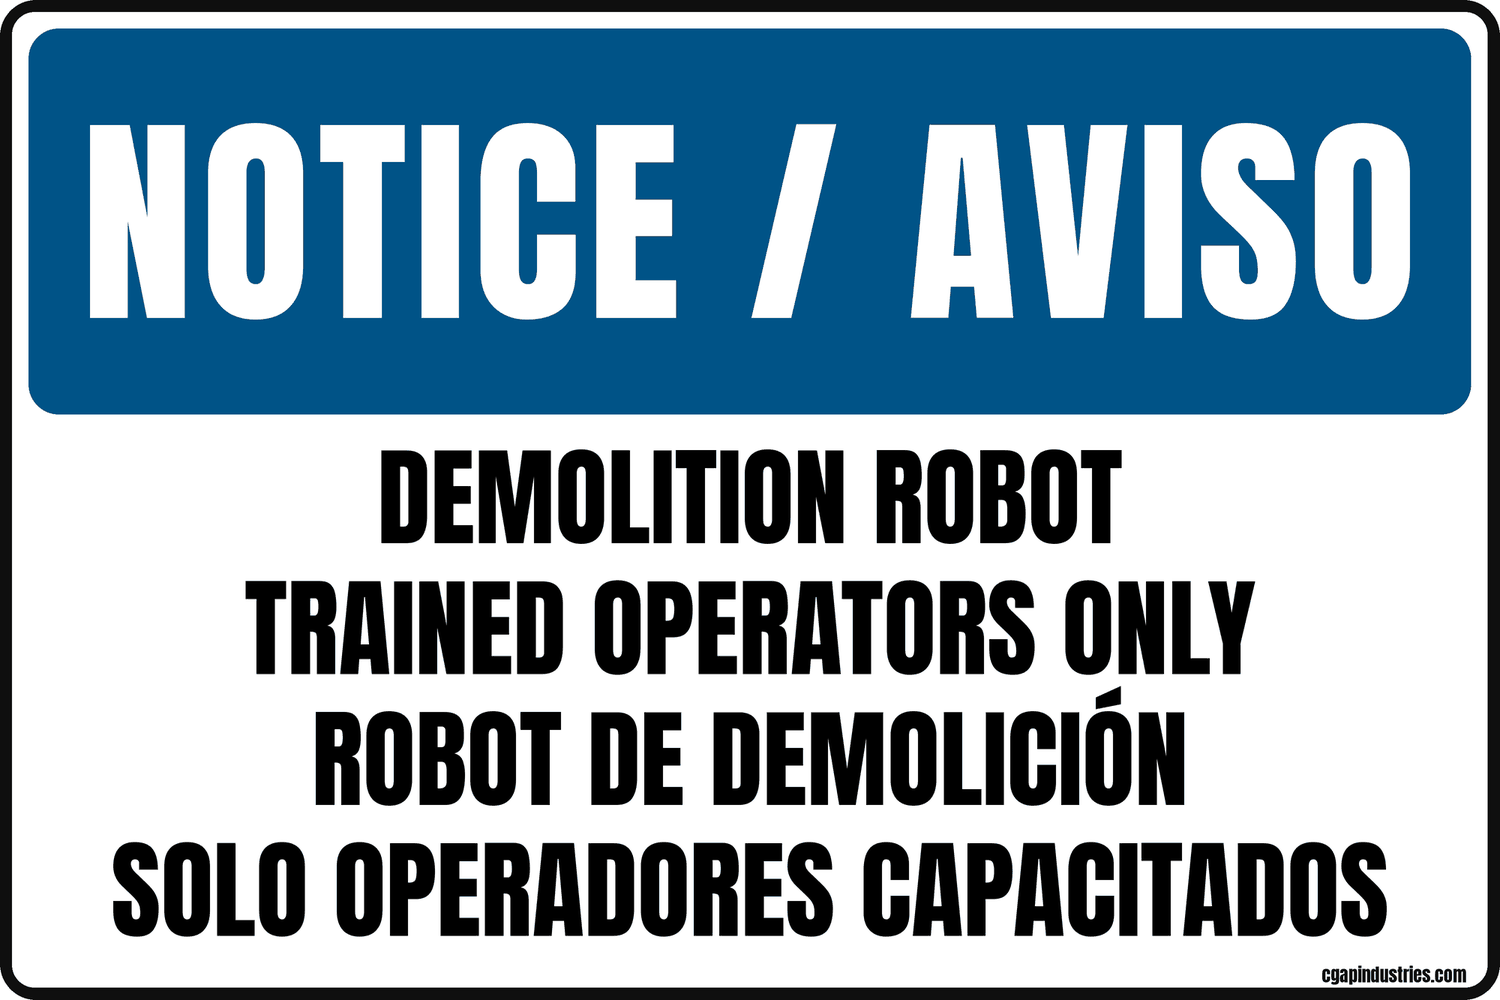 NOTICE / AVISO
DEMOLITION ROBOT
TRAINED OPERATORS ONLY
ROBOT DE DEMOLICIÓN
SOLO OPERADORES CAPACITADOS
cgapindustries.com